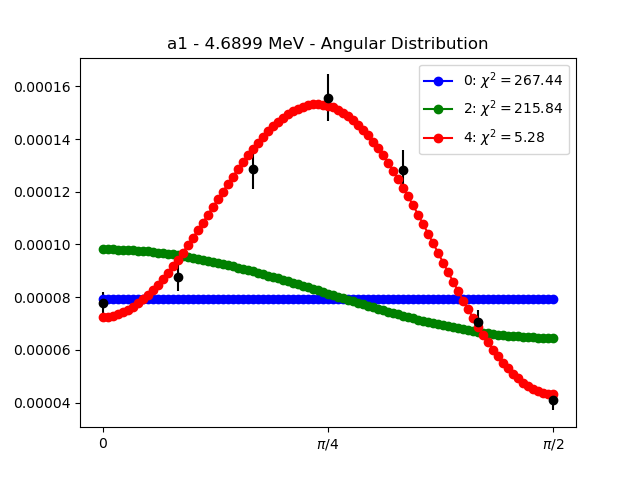 a1 - 4.6899 MeV - Angular Distribution
0.00016
0.00014
0.00012
0.00010
0.00008
0.00006
0.00004
0: χ² = 267.44
2: χ² = 215.84
4: χ² = 5.28
0
π/4
π/2